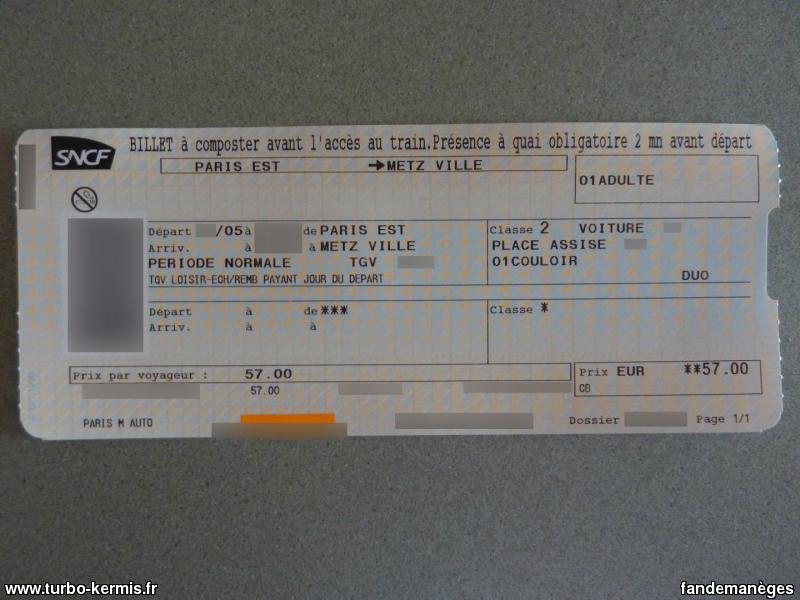 SNCF
BILLET à composter avant l'accès au train.Présence à quai obligatoire 2 mn avant départ
PARIS EST →METZ VILLE
01ADULTE
Départ /05 à de PARIS EST Classe 2 VOITURE
Arriv. à à METZ VILLE PLACE ASSISE
PERIODE NORMALE TGV 01COULOIR
TGV LOISIR-ECH/REMB PAYANT JOUR DU DEPART DUO
Départ à de *** Classe *
Arriv. à à
Prix par voyageur : 57.00 Prix EUR **57.00
57.00 CB
PARIS M AUTO Dossier Page 1/1
www.turbo-kermis.fr fandemanèges